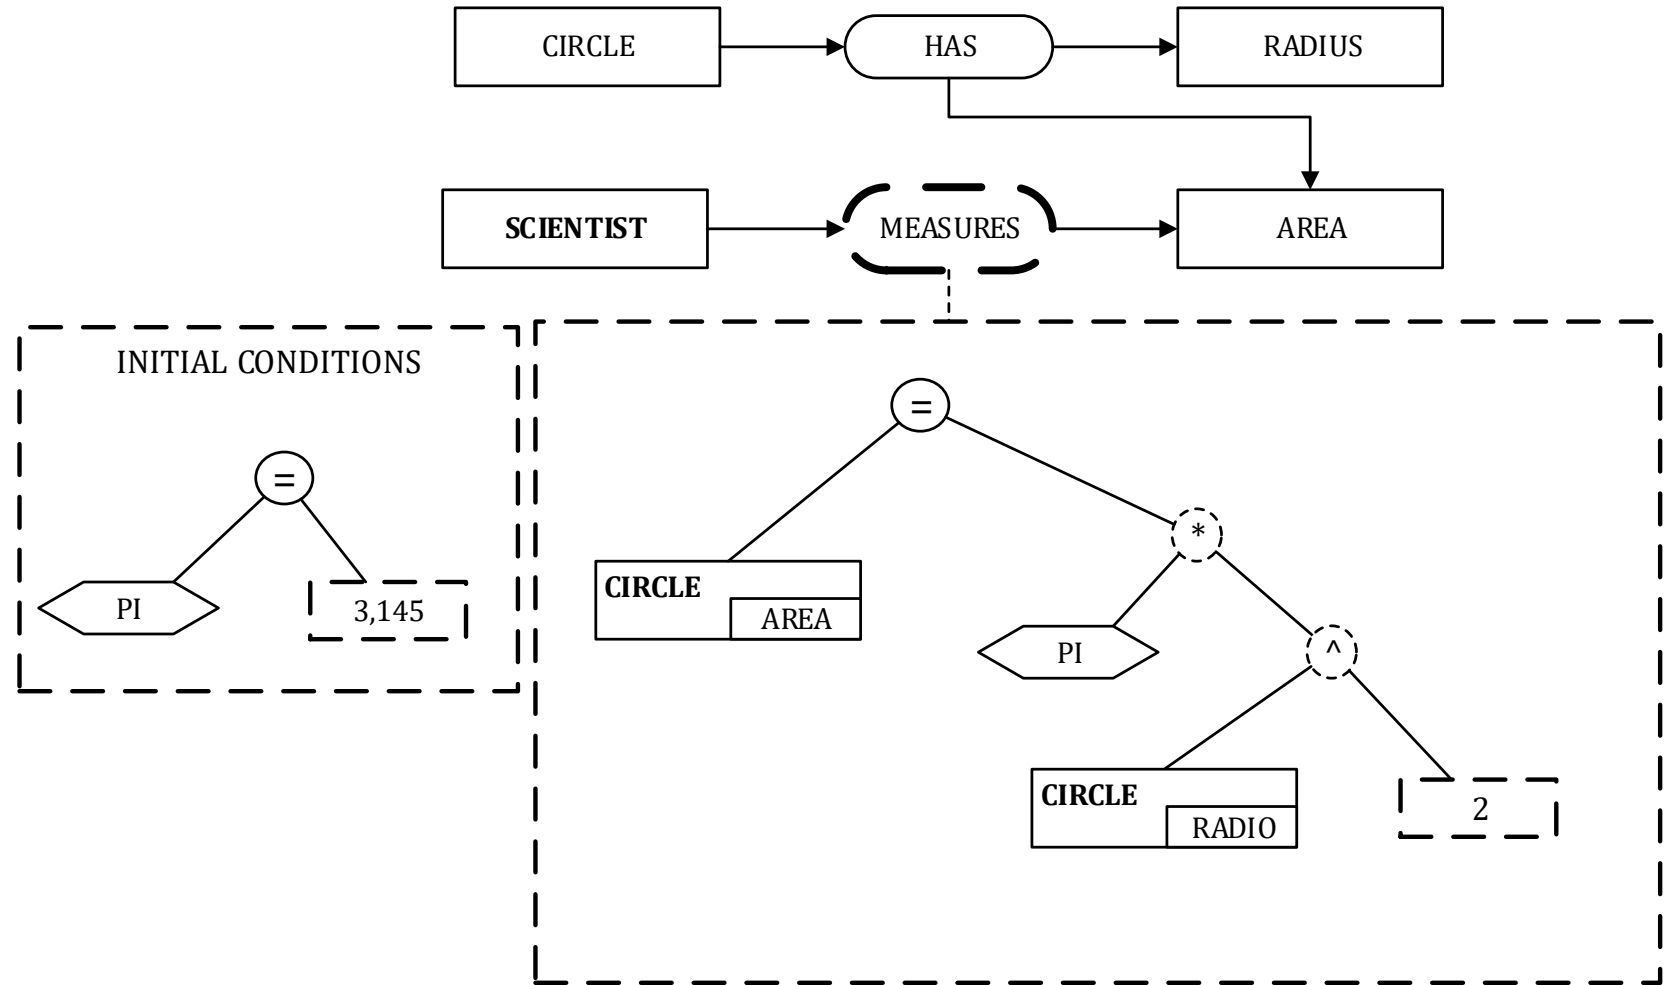 CIRCLE
HAS
RADIUS
SCIENTIST
MEASURES
AREA
INITIAL CONDITIONS
=
PI
3,145
=
*
CIRCLE
AREA
PI
^
CIRCLE
RADIO
2